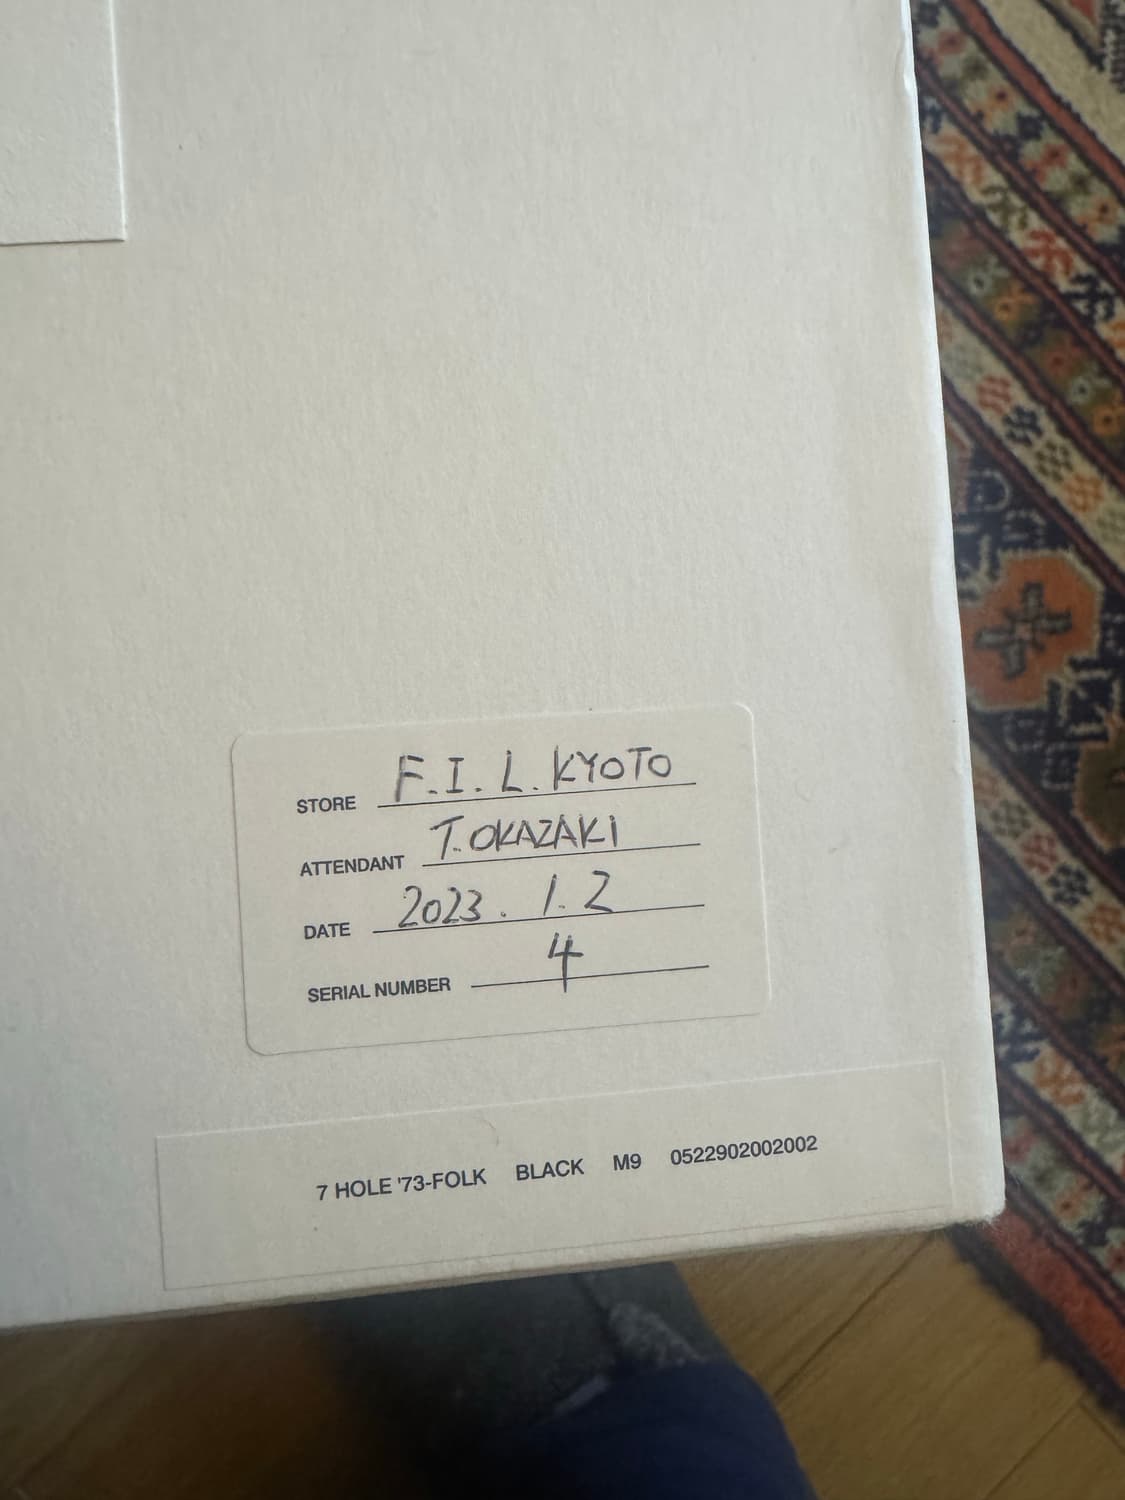 STORE F.I.L. KYOTO
ATTENDANT T.OKAZAKI
DATE 2023. 1.2
SERIAL NUMBER 4
7 HOLE '73-FOLK BLACK M9 0522902002002